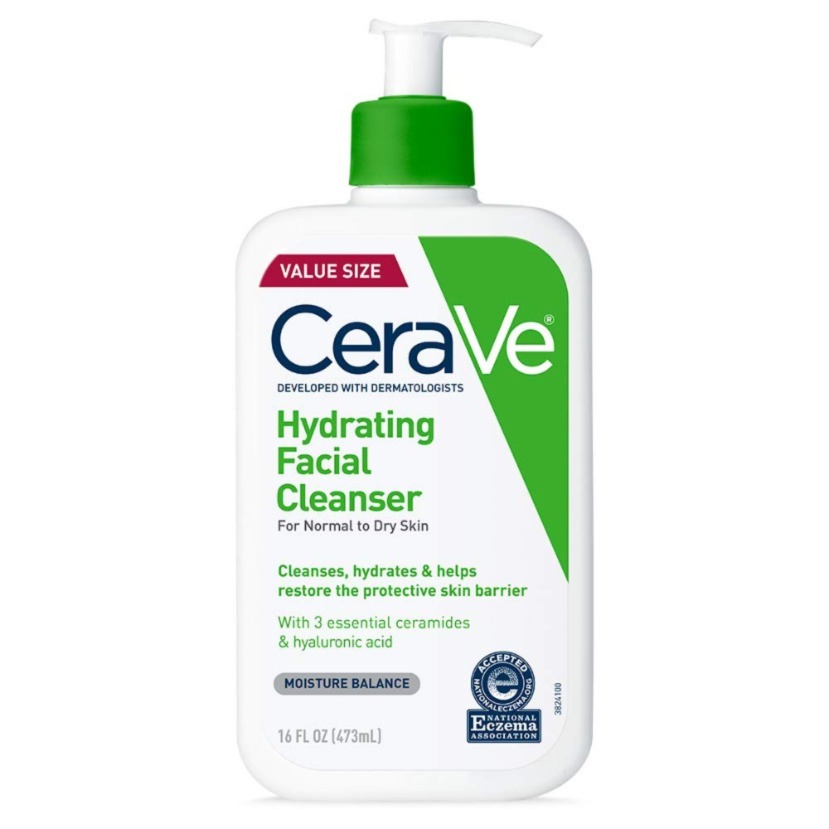 VALUE SIZE
CeraVe®
DEVELOPED WITH DERMATOLOGISTS
Hydrating
Facial
Cleanser
For Normal to Dry Skin
Cleanses, hydrates & helps
restore the protective skin barrier
With 3 essential ceramides
& hyaluronic acid
MOISTURE BALANCE
16 FL OZ (473mL)
ACCEPTED
e
NATIONALECZEMA.ORG
NATIONAL
Eczema
ASSOCIATION
3824100